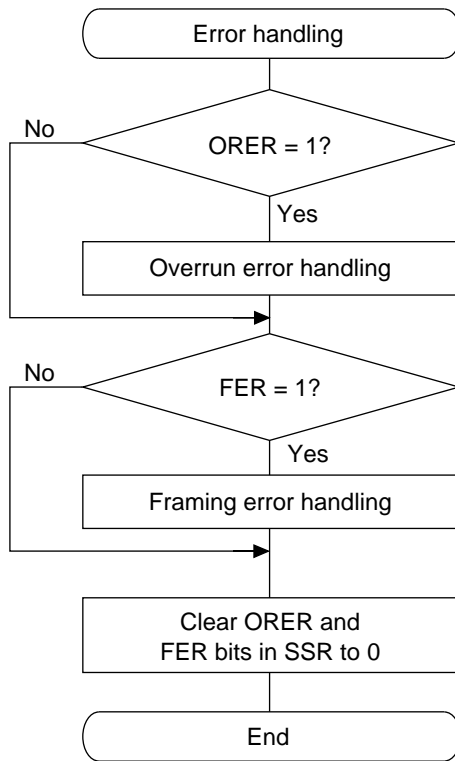 Error handling
No
ORER = 1?
Yes
Overrun error handling
No
FER = 1?
Yes
Framing error handling
Clear ORER and
FER bits in SSR to 0
End